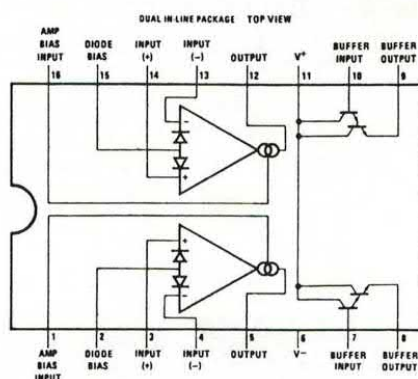 DUAL IN-LINE PACKAGE TOP VIEW
AMP
BIAS
INPUT
DIODE
BIAS
INPUT
(+)
INPUT
(−)
OUTPUT
V+
BUFFER
INPUT
BUFFER
OUTPUT
16 15 14 13 12 11 10 9
−
+
+
−
1 2 3 4 5 6 7 8
AMP
BIAS
INPUT
DIODE
BIAS
INPUT
(+)
INPUT
(−)
OUTPUT
V−
BUFFER
INPUT
BUFFER
OUTPUT